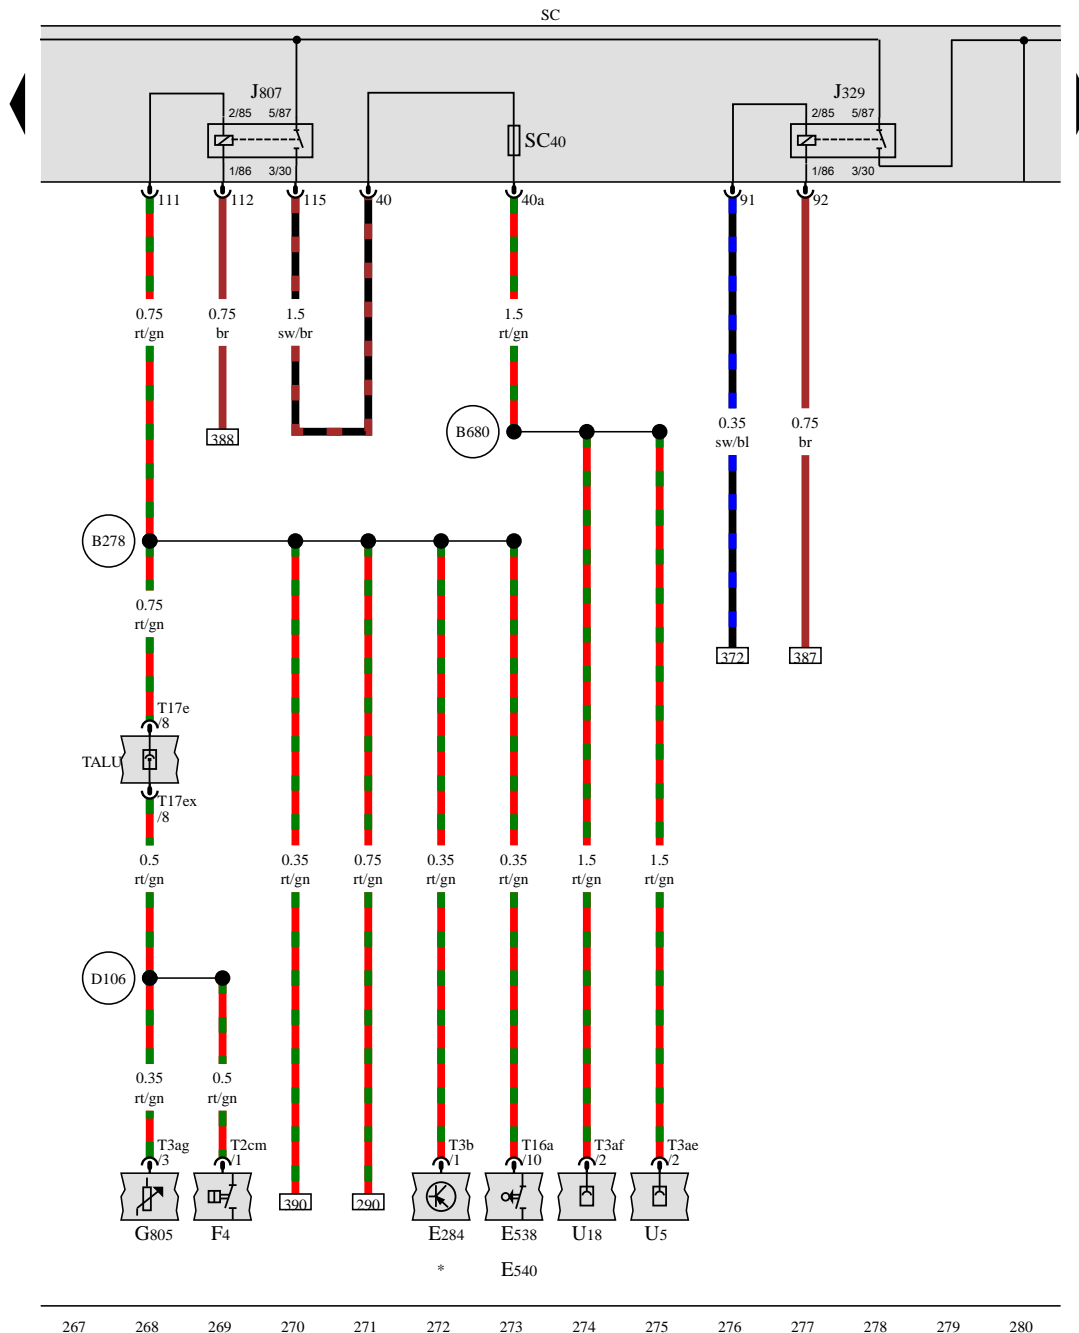 SC
J807 J329
2/85 5/87 2/85 5/87
SC40
1/86 3/30 1/86 3/30
111 112 115 40 40a 91 92
0.75 0.75 1.5 1.5
rt/gn br sw/br rt/gn
0.35 0.75
sw/bl br
388
B680
B278
0.75
rt/gn
372 387
T17e
/8
TALU
T17ex
/8
0.5 0.35 0.75 0.35 0.35 1.5 1.5
rt/gn rt/gn rt/gn rt/gn rt/gn rt/gn rt/gn
D106
0.35 0.5
rt/gn rt/gn
T3ag T2cm T3b T16a T3af T3ae
/3 /1 /1 /10 /2 /2
390 290
G805 F4 E284 E538 U18 U5
* E540
267 268 269 270 271 272 273 274 275 276 277 278 279 280